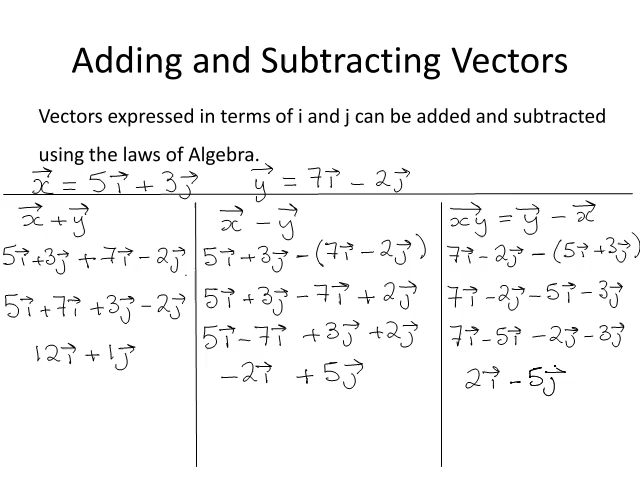 Adding and Subtracting Vectors
Vectors expressed in terms of i and j can be added and subtracted
using the laws of Algebra.
x⃗ = 5i⃗ + 3j⃗
y⃗ = 7i⃗ − 2j⃗
x⃗ + y⃗
5i⃗ + 3j⃗ + 7i⃗ − 2j⃗
5i⃗ + 7i⃗ + 3j⃗ − 2j⃗
12i⃗ + 1j⃗
x⃗ − y⃗
5i⃗ + 3j⃗ − (7i⃗ − 2j⃗)
5i⃗ + 3j⃗ − 7i⃗ + 2j⃗
5i⃗ − 7i⃗ + 3j⃗ + 2j⃗
−2i⃗ + 5j⃗
x⃗y⃗ = y⃗ − x⃗
7i⃗ − 2j⃗ − (5i⃗ + 3j⃗)
7i⃗ − 2j⃗ − 5i⃗ − 3j⃗
7i⃗ − 5i⃗ − 2j⃗ − 3j⃗
2i⃗ − 5j⃗